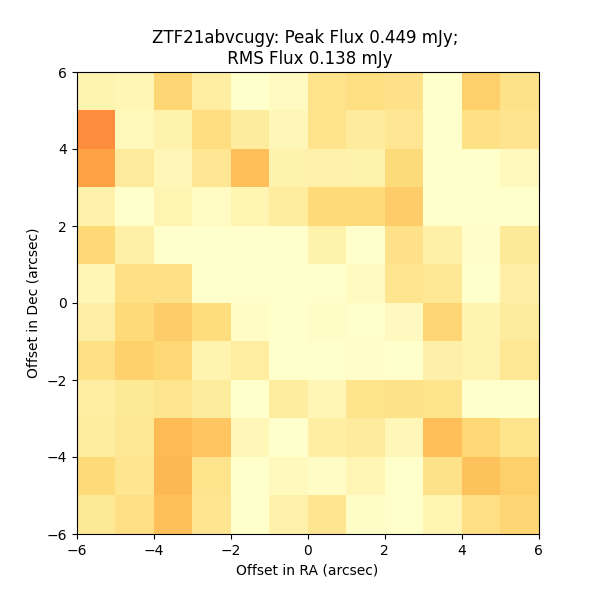 ZTF21abvcugy: Peak Flux 0.449 mJy;
RMS Flux 0.138 mJy
6
4
2
0
−2
−4
−6
Offset in Dec (arcsec)
−6 −4 −2 0 2 4 6
Offset in RA (arcsec)